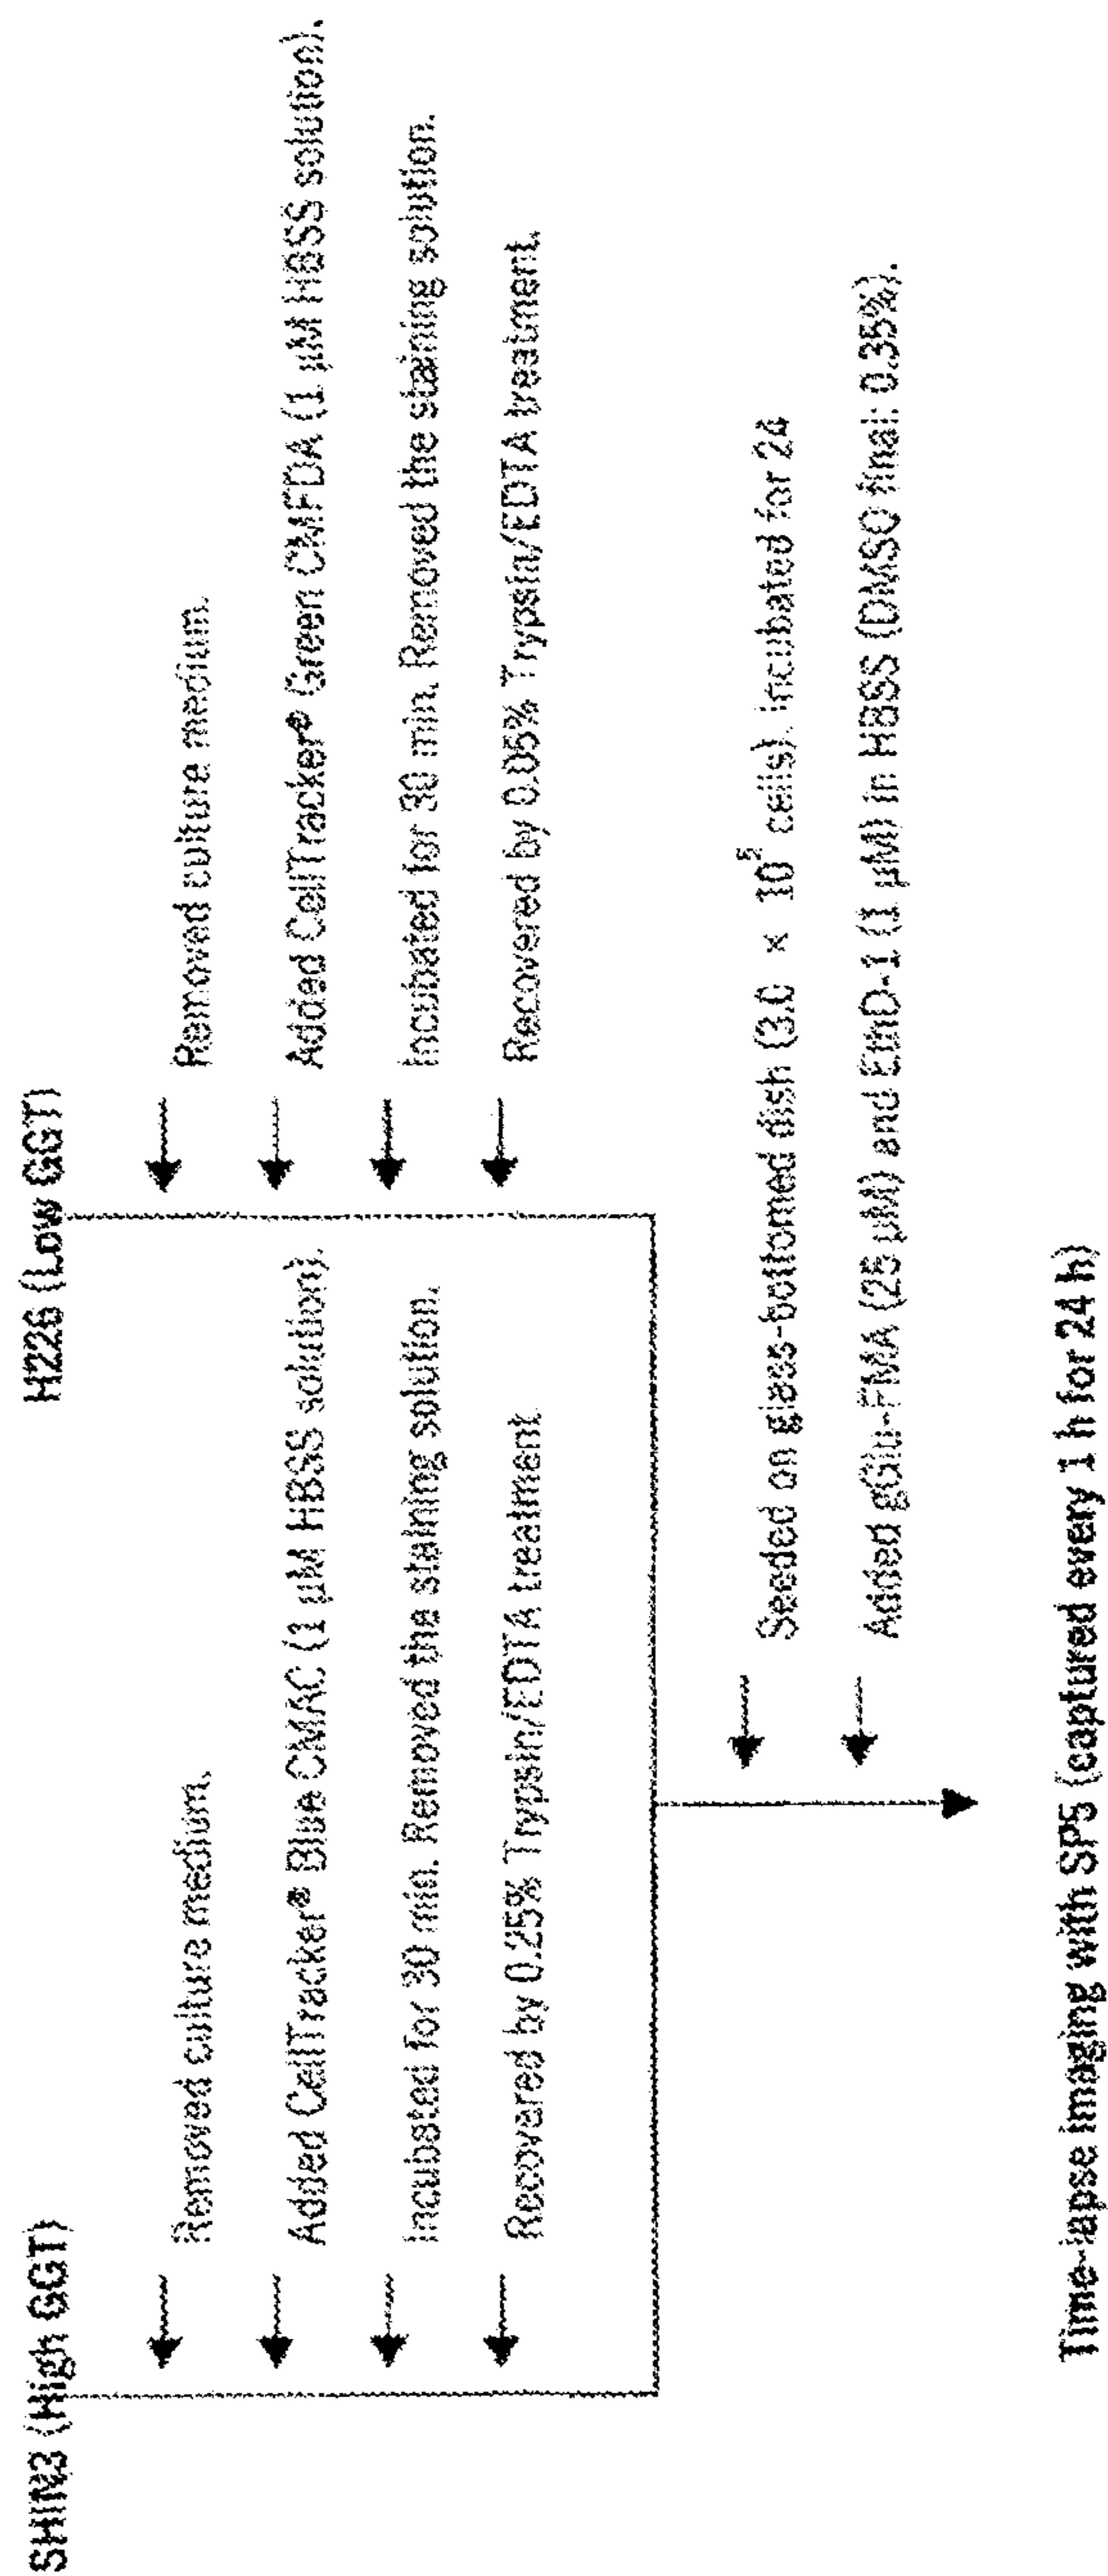 SHIN3 (High GGT)
Removed culture medium.
Added CellTracker® Blue CMAC (1 µM HBSS solution).
Incubated for 30 min. Removed the staining solution.
Recovered by 0.25% Trypsin/EDTA treatment
H226 (Low GGT)
Removed culture medium.
Added CellTracker® Green CMFDA (1 µM HBSS solution).
Incubated for 30 min. Removed the staining solution.
Recovered by 0.05% Trypsin/EDTA treatment.
Seeded on glass-bottomed dish (3.0 × 10⁵ cells), incubated for 24
Added gGlu-FMA (25 µM) and EthD-1 (1 µM) in HBSS (DMSO final: 0.35%).
Time-lapse imaging with SP5 (captured every 1 h for 24 h)